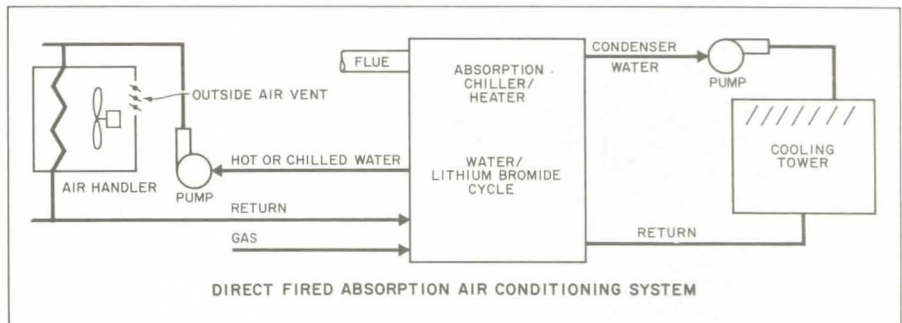 FLUE
ABSORPTION
CHILLER/
HEATER
CONDENSER
WATER
PUMP
OUTSIDE AIR VENT
COOLING
TOWER
HOT OR CHILLED WATER
WATER/
LITHIUM BROMIDE
CYCLE
AIR HANDLER
PUMP
RETURN
RETURN
GAS
DIRECT FIRED ABSORPTION AIR CONDITIONING SYSTEM